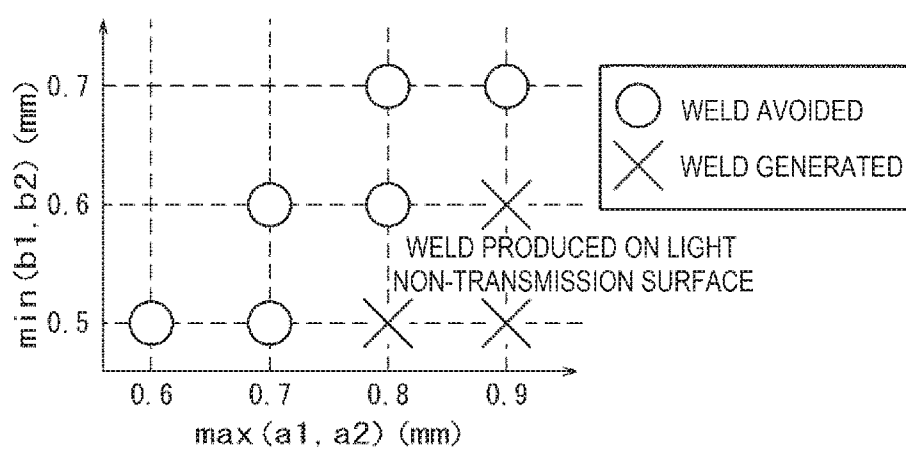 min(b1, b2) (mm)
0.7
0.6
0.5
0.6
0.7
0.8
0.9
max(a1, a2) (mm)
WELD PRODUCED ON LIGHT
NON-TRANSMISSION SURFACE
WELD AVOIDED
WELD GENERATED